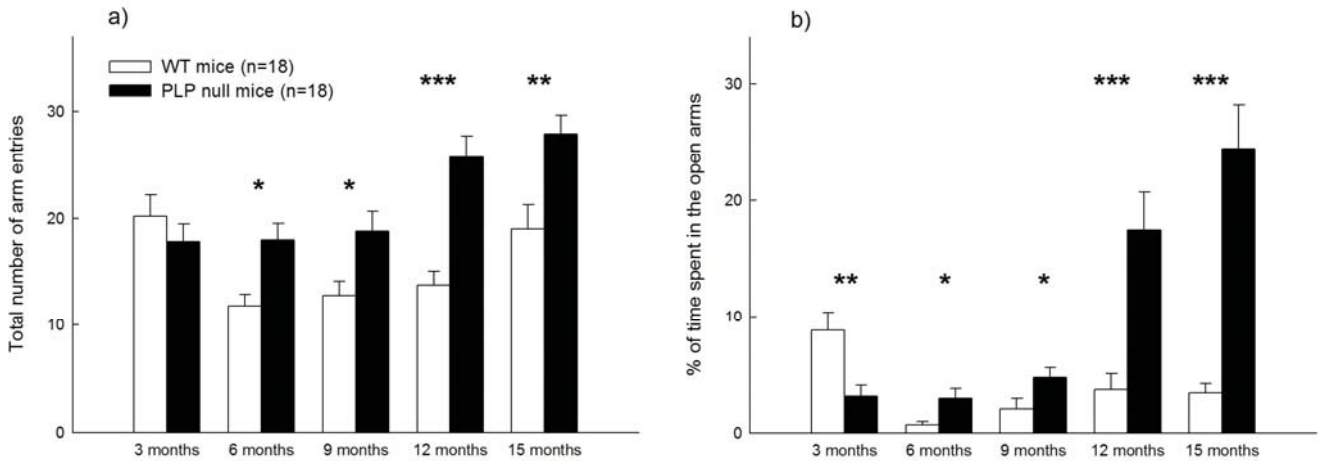 a)
Total number of arm entries
30
20
10
0
WT mice (n=18)
PLP null mice (n=18)
*
*
***
**
3 months 6 months 9 months 12 months 15 months
b)
% of time spent in the open arms
30
20
10
0
**
*
*
***
***
3 months 6 months 9 months 12 months 15 months